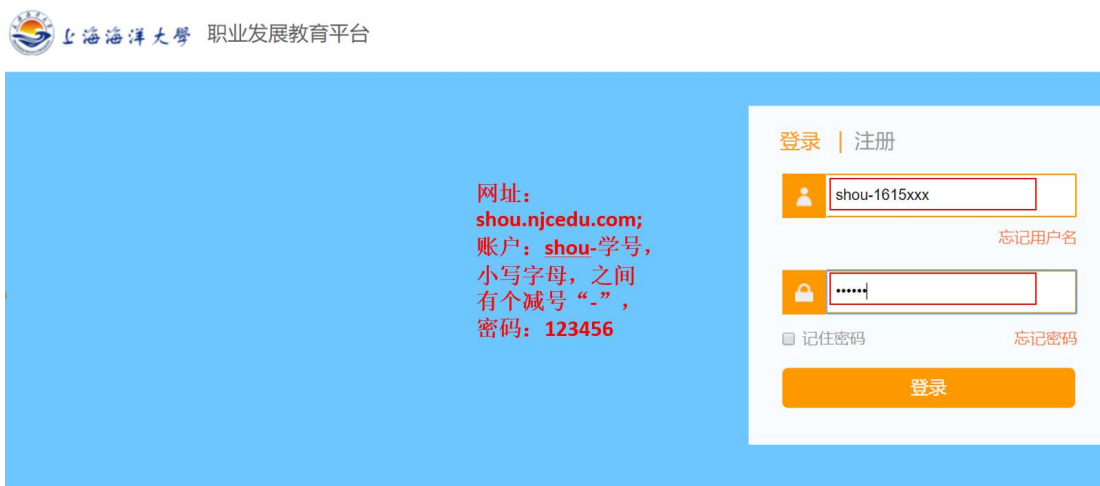 上海海洋大學 职业发展教育平台
登录 | 注册
网址：
shou.njcedu.com;
账户：shou-学号，
小写字母，之间
有个减号“-”，
密码：123456
shou-1615xxx
忘记用户名
••••••
记住密码 忘记密码
登录